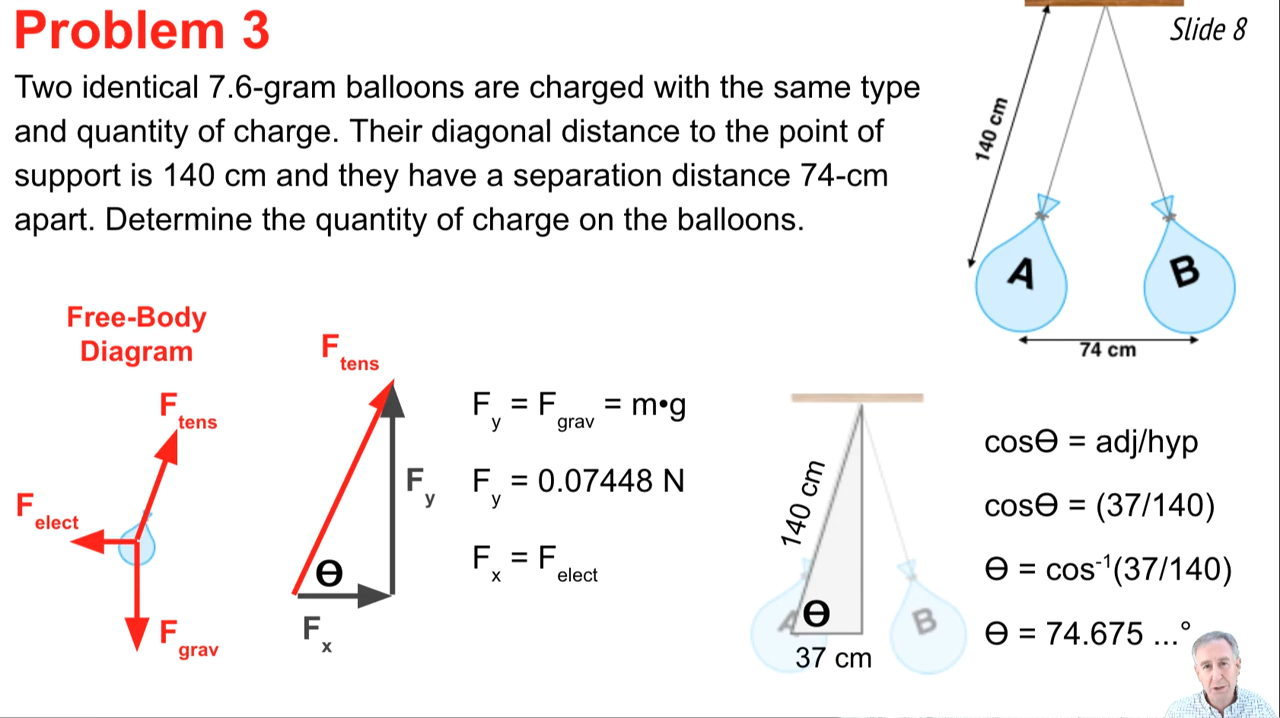 Problem 3
Slide 8
Two identical 7.6-gram balloons are charged with the same type
and quantity of charge. Their diagonal distance to the point of
support is 140 cm and they have a separation distance 74-cm
apart. Determine the quantity of charge on the balloons.
140 cm
A
B
74 cm
Free-Body
Diagram
F_tens
F_elect
F_grav
F_tens
F_y
Ɵ
F_x
F_y = F_grav = m•g
F_y = 0.07448 N
F_x = F_elect
140 cm
A
Ɵ
B
37 cm
cosƟ = adj/hyp
cosƟ = (37/140)
Ɵ = cos⁻¹(37/140)
Ɵ = 74.675 ...°